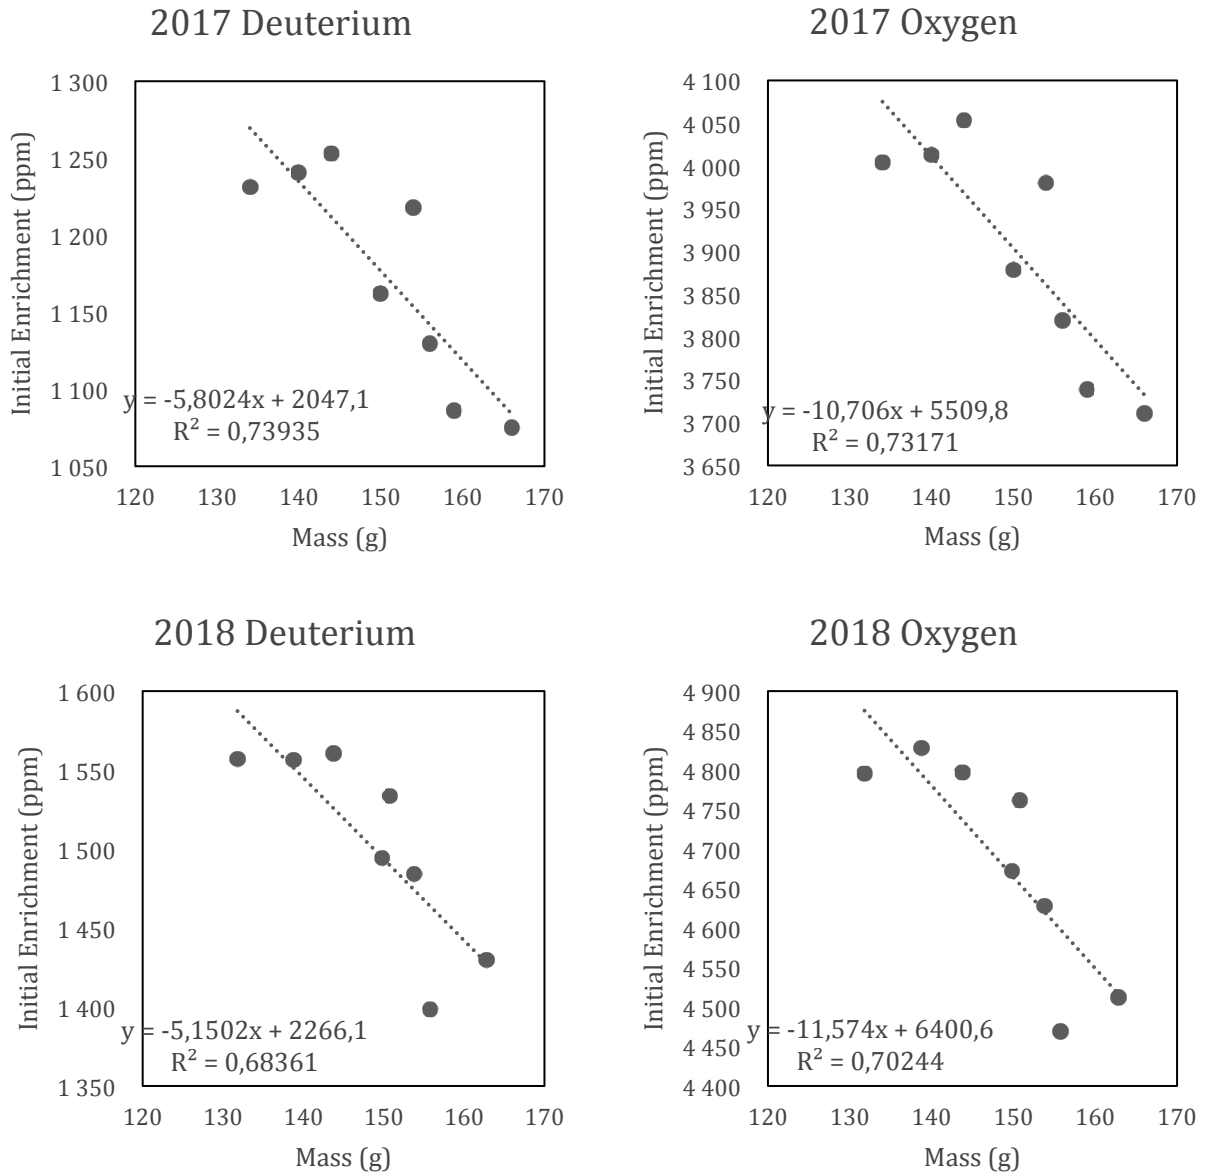 2017 Deuterium
Initial Enrichment (ppm)
1 300
1 250
1 200
1 150
1 100
1 050
y = -5,8024x + 2047,1
R² = 0,73935
120 130 140 150 160 170
Mass (g)
2017 Oxygen
Initial Enrichment (ppm)
4 100
4 050
4 000
3 950
3 900
3 850
3 800
3 750
3 700
3 650
y = -10,706x + 5509,8
R² = 0,73171
120 130 140 150 160 170
Mass (g)
2018 Deuterium
Initial Enrichment (ppm)
1 600
1 550
1 500
1 450
1 400
1 350
y = -5,1502x + 2266,1
R² = 0,68361
120 130 140 150 160 170
Mass (g)
2018 Oxygen
Initial Enrichment (ppm)
4 900
4 850
4 800
4 750
4 700
4 650
4 600
4 550
4 500
4 450
4 400
y = -11,574x + 6400,6
R² = 0,70244
120 130 140 150 160 170
Mass (g)